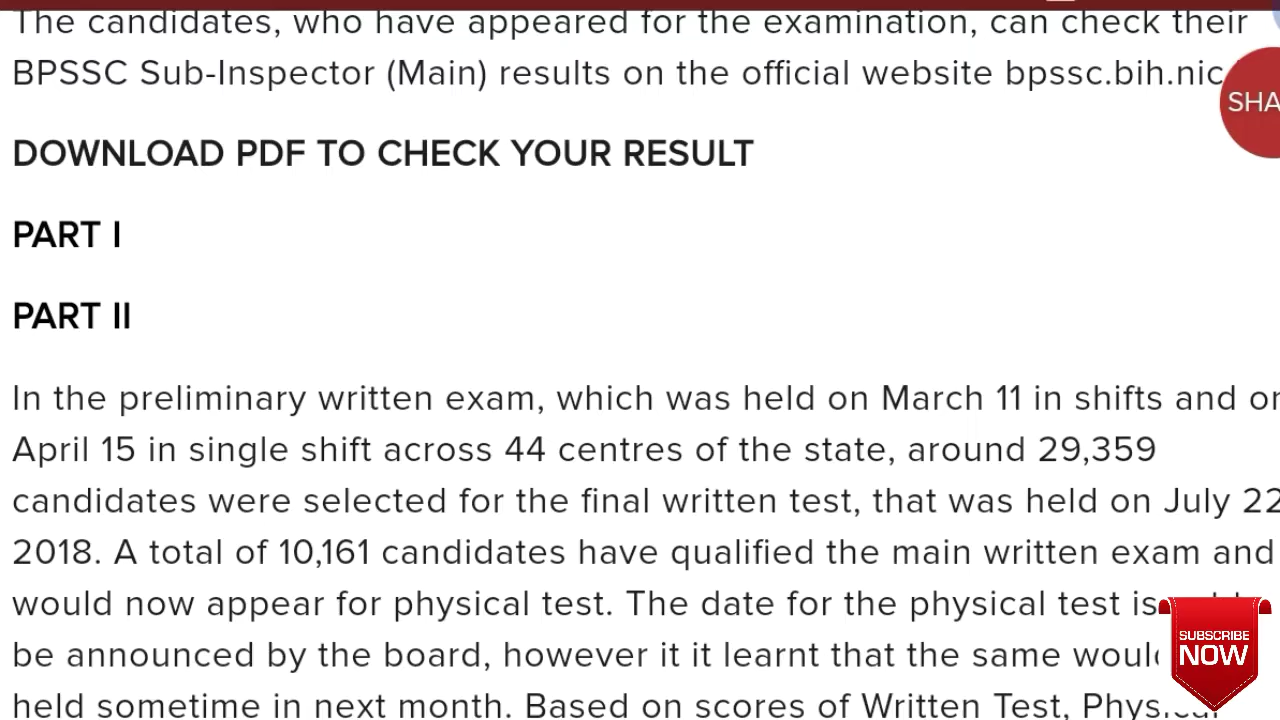 The candidates, who have appeared for the examination, can check their
BPSSC Sub-Inspector (Main) results on the official website bpssc.bih.nic
SHA
DOWNLOAD PDF TO CHECK YOUR RESULT
PART I
PART II
In the preliminary written exam, which was held on March 11 in shifts and
April 15 in single shift across 44 centres of the state, around 29,359
candidates were selected for the final written test, that was held on July 22
2018. A total of 10,161 candidates have qualified the main written exam and
would now appear for physical test. The date for the physical test is
be announced by the board, however it it learnt that the same would
held sometime in next month. Based on scores of Written Test,
SUBSCRIBE
NOW